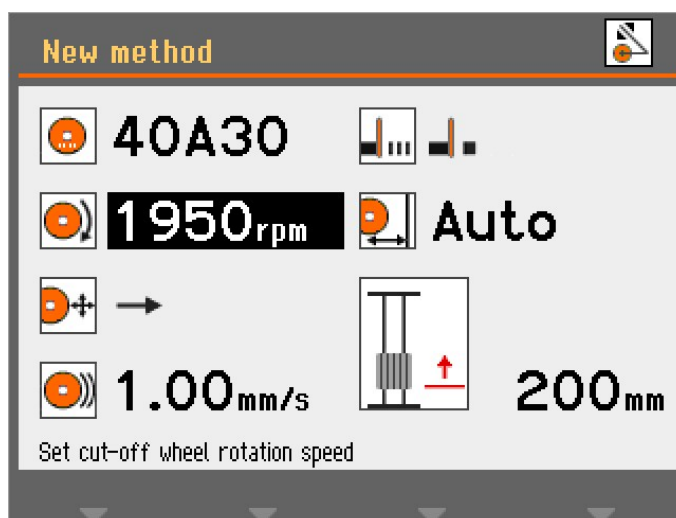 New method
40A30
1950rpm
Auto
1.00mm/s
200mm
Set cut-off wheel rotation speed